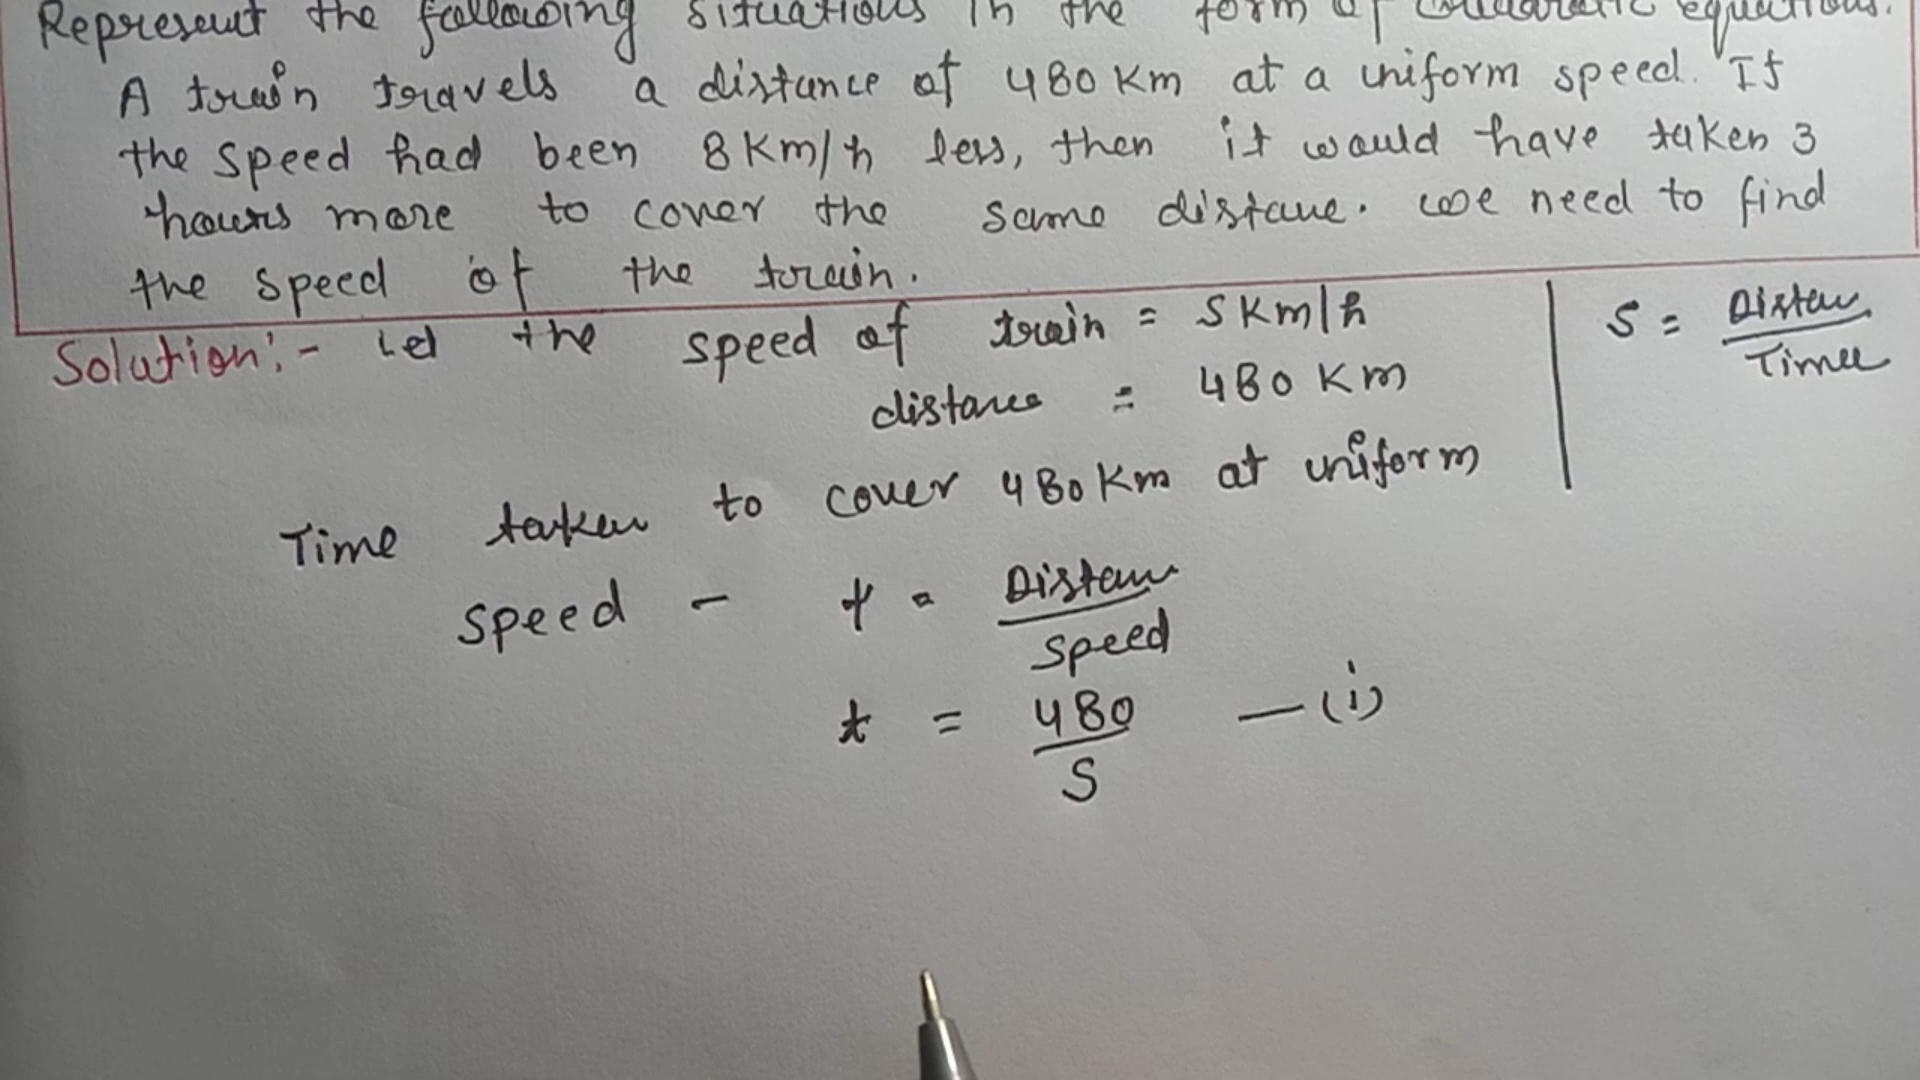 Represent the following situations in the form of Quadratic equations.
A train travels a distance of 480 Km at a uniform speed. If
the speed had been 8 Km/h less, then it would have taken 3
hours more to cover the same distance. We need to find
the speed of the train.
Solution:- Let the speed of train = S Km/h
distance = 480 Km
S = Distan
Time
Time taken to cover 480 Km at uniform
speed - t = Distan
Speed
t = 480 — (i)
S